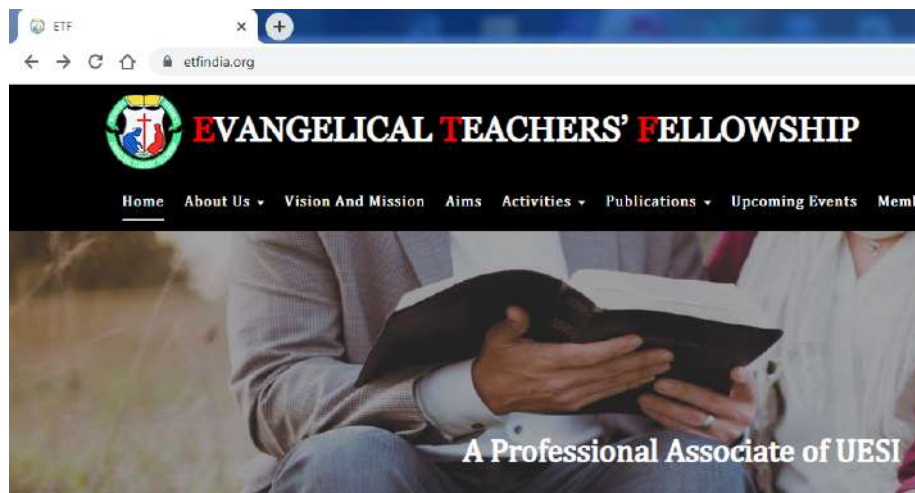 ETF
etfindia.org
EVANGELICAL TEACHERS' FELLOWSHIP
Home About Us Vision And Mission Aims Activities Publications Upcoming Events
A Professional Associate of UESI